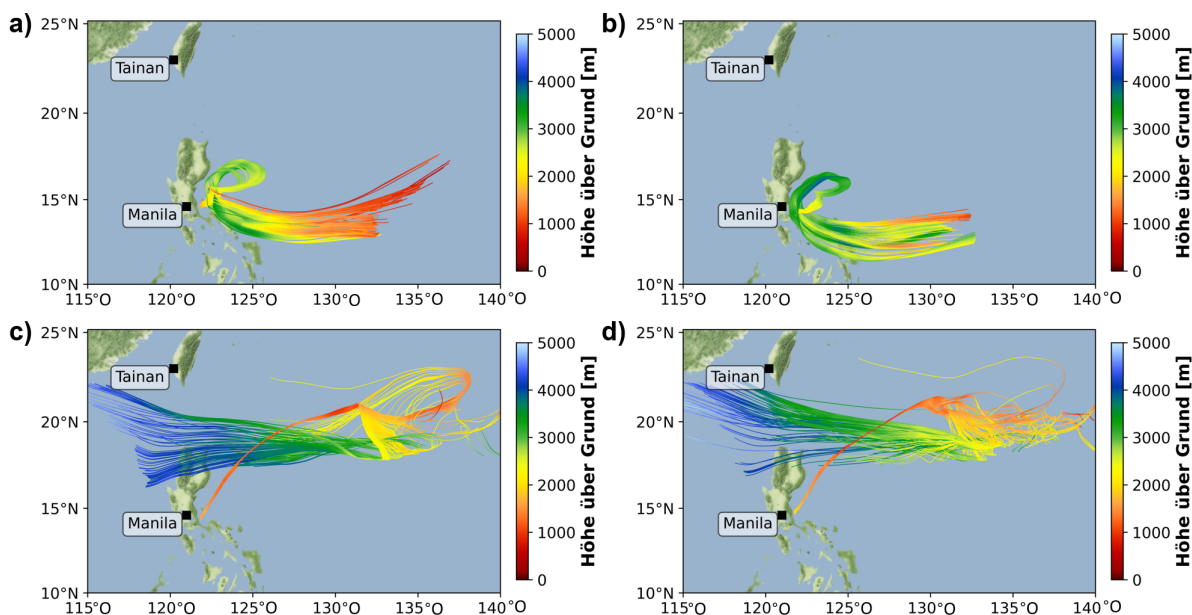 a)
25°N
20°N
15°N
10°N
115°O 120°O 125°O 130°O 135°O 140°O
Tainan
Manila
5000
4000
3000
2000
1000
0
Höhe über Grund [m]
b)
25°N
20°N
15°N
10°N
115°O 120°O 125°O 130°O 135°O 140°O
Tainan
Manila
5000
4000
3000
2000
1000
0
Höhe über Grund [m]
c)
25°N
20°N
15°N
10°N
115°O 120°O 125°O 130°O 135°O 140°O
Tainan
Manila
5000
4000
3000
2000
1000
0
Höhe über Grund [m]
d)
25°N
20°N
15°N
10°N
115°O 120°O 125°O 130°O 135°O 140°O
Tainan
Manila
5000
4000
3000
2000
1000
0
Höhe über Grund [m]